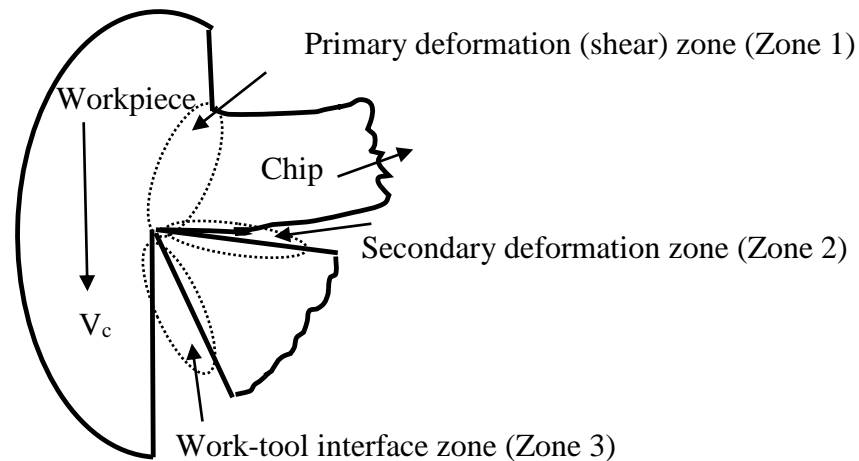 Primary deformation (shear) zone (Zone 1)
Workpiece
Chip
Secondary deformation zone (Zone 2)
Vc
Work-tool interface zone (Zone 3)